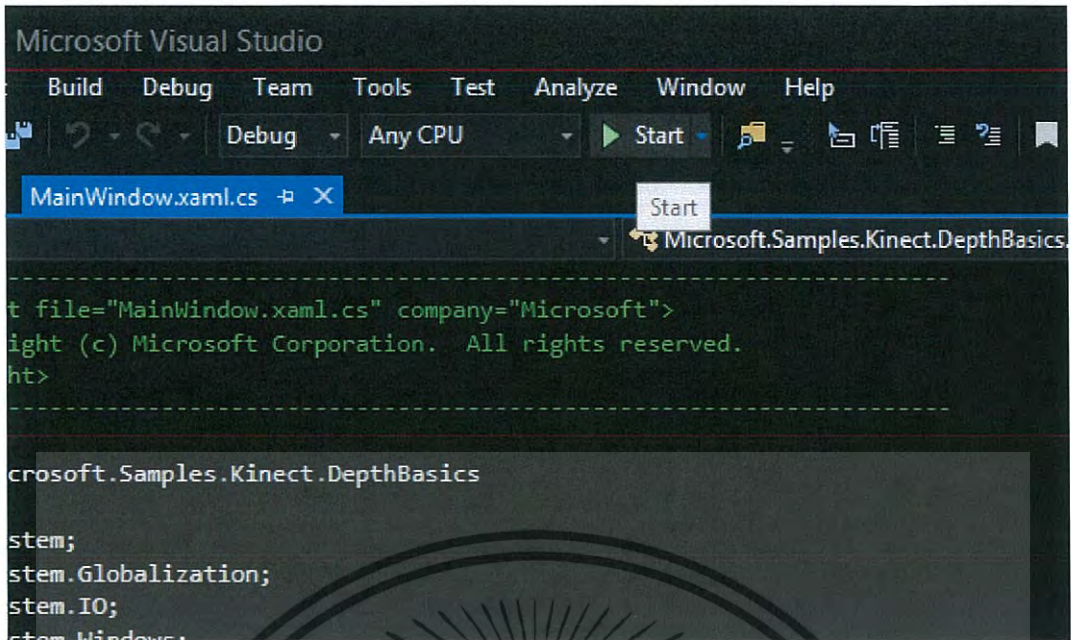 Microsoft Visual Studio
Build Debug Team Tools Test Analyze Window Help
Debug Any CPU Start
MainWindow.xaml.cs
Start
Microsoft.Samples.Kinect.DepthBasics.
t file="MainWindow.xaml.cs" company="Microsoft">
ight (c) Microsoft Corporation.  All rights reserved.
ht>
crosoft.Samples.Kinect.DepthBasics
stem;
stem.Globalization;
stem.IO;
stem.Windows;